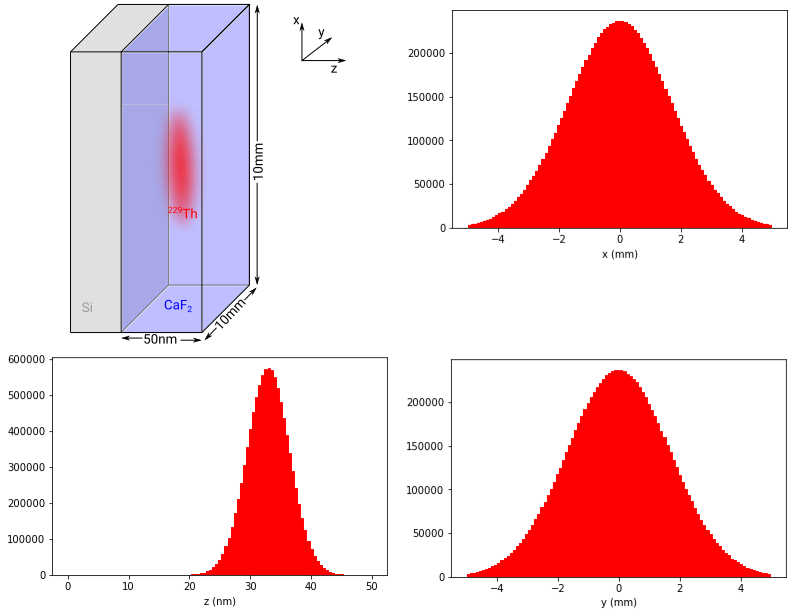 x
y
z
10mm
²²⁹Th
Si
CaF₂
10mm
50nm
200000
150000
100000
50000
0
−4 −2 0 2 4
x (mm)
600000
500000
400000
300000
200000
100000
0
0 10 20 30 40 50
z (nm)
200000
150000
100000
50000
0
−4 −2 0 2 4
y (mm)